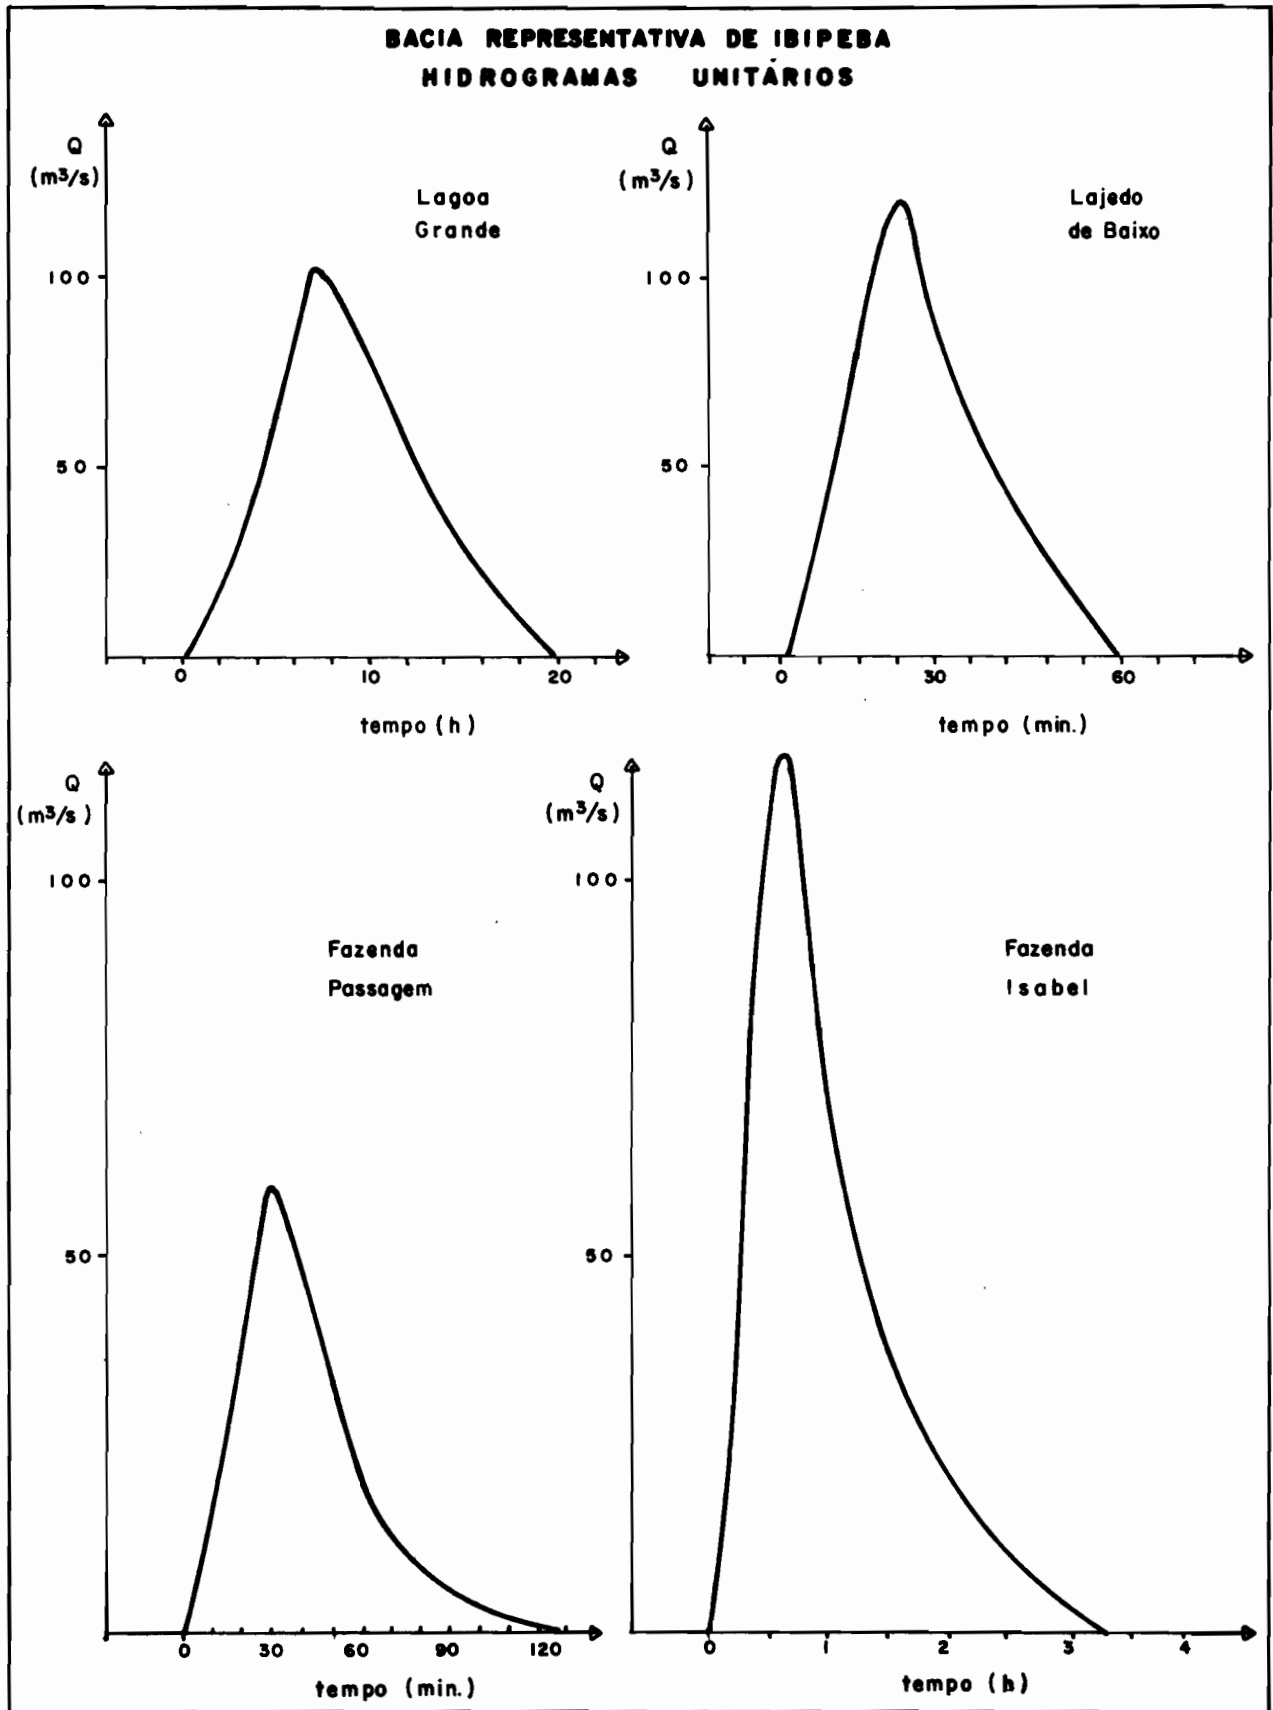 BACIA REPRESENTATIVA DE IBIPEBA
HIDROGRAMAS UNITÁRIOS
Q
(m³/s)
Lagoa
Grande
100
50
0 10 20
tempo (h)
Q
(m³/s)
Lajedo
de Baixo
100
50
0 30 60
tempo (min.)
Q
(m³/s)
100
Fazenda
Passagem
50
0 30 60 90 120
tempo (min.)
Q
(m³/s)
100
Fazenda
Isabel
50
0 1 2 3 4
tempo (h)